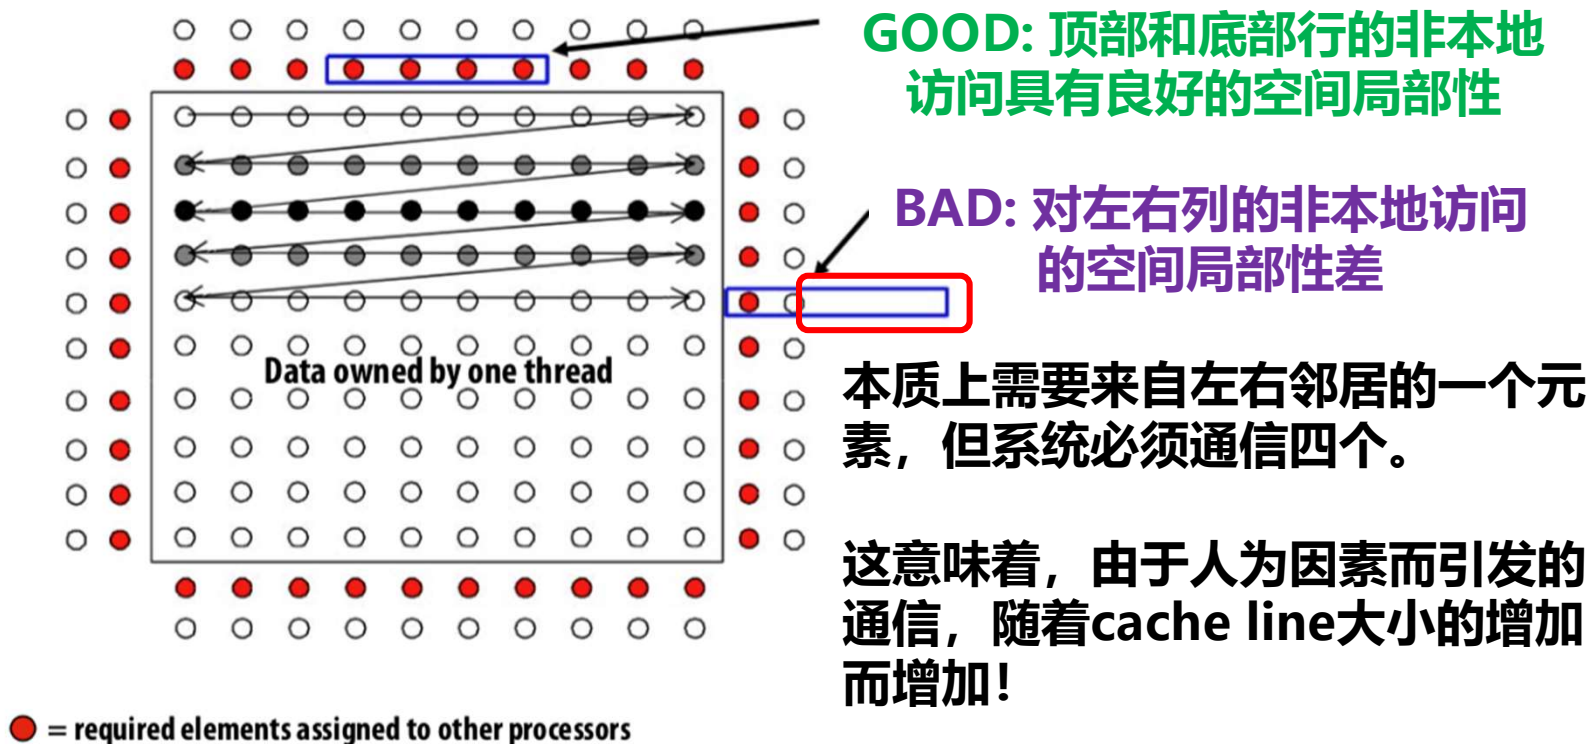 GOOD: 顶部和底部行的非本地
访问具有良好的空间局部性
BAD: 对左右列的非本地访问
的空间局部性差
Data owned by one thread
本质上需要来自左右邻居的一个元
素，但系统必须通信四个。
这意味着，由于人为因素而引发的
通信，随着cache line大小的增加
而增加！
= required elements assigned to other processors